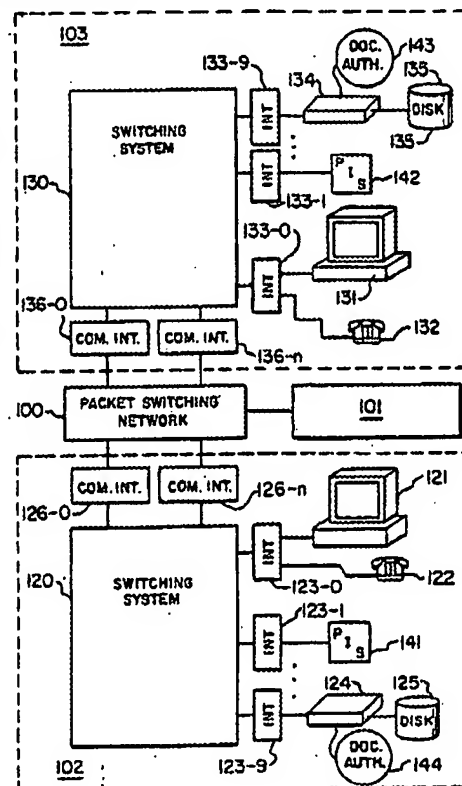 103
DOC. AUTH.
143
133-9
134
135
INT
DISK
135
SWITCHING SYSTEM
INT
P I S
142
130
133-1
133-0
INT
131
136-0
132
COM. INT.
COM. INT.
136-n
100
PACKET SWITCHING NETWORK
101
COM. INT.
COM. INT.
126-n
121
126-0
INT
120
SWITCHING SYSTEM
123-0
122
123-1
INT
P I S
141
124
125
INT
DISK
123-9
DOC. AUTH.
102
144